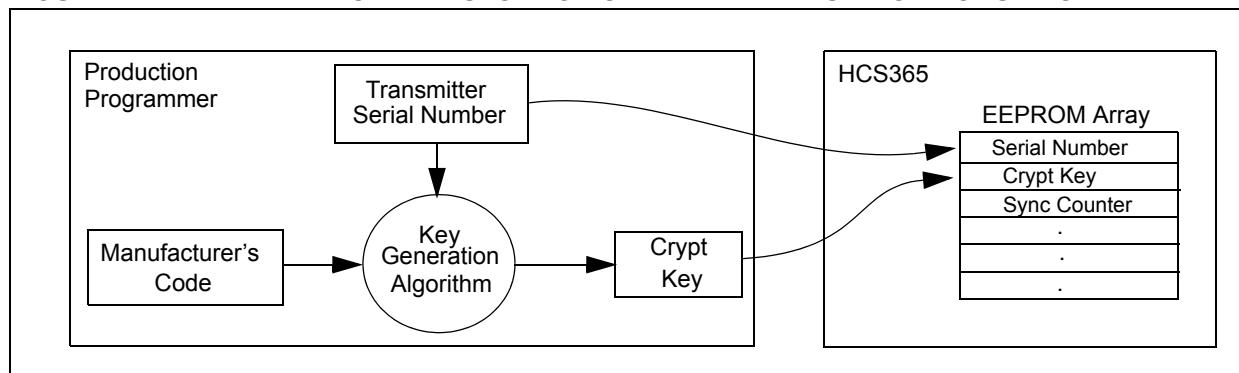 Production
Programmer
Transmitter
Serial Number
Manufacturer's
Code
Key
Generation
Algorithm
Crypt
Key
HCS365
EEPROM Array
Serial Number
Crypt Key
Sync Counter
.
.
.